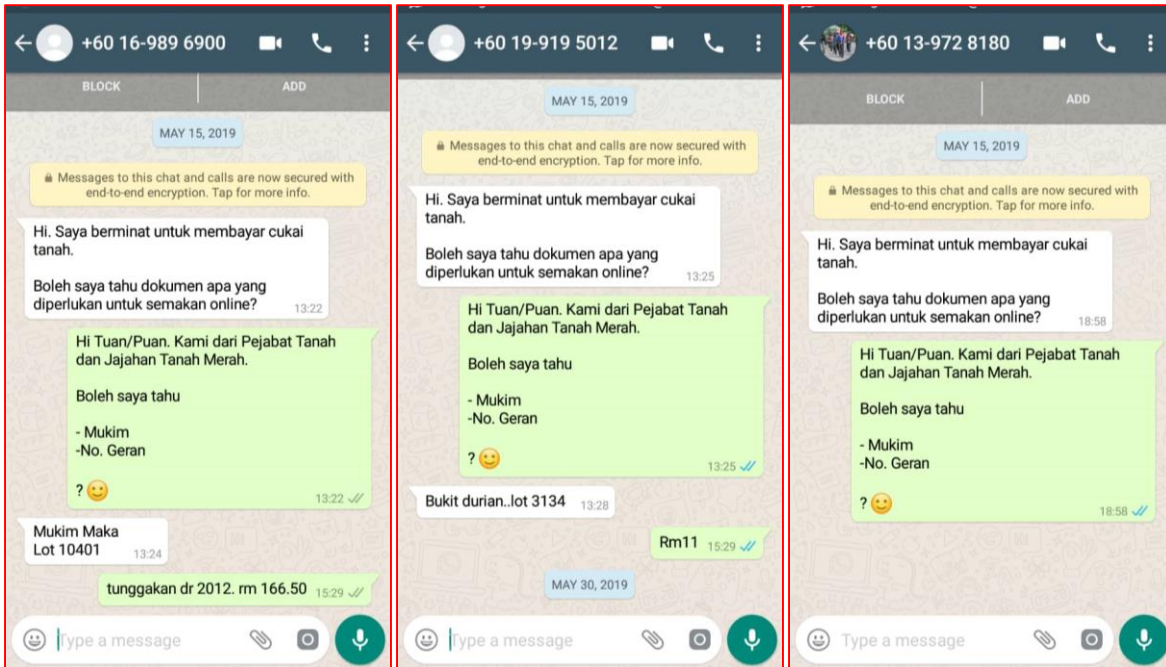 +60 16-989 6900
BLOCK
ADD
MAY 15, 2019
Messages to this chat and calls are now secured with
end-to-end encryption. Tap for more info.
Hi. Saya berminat untuk membayar cukai
tanah.
Boleh saya tahu dokumen apa yang
diperlukan untuk semakan online?
13:22
Hi Tuan/Puan. Kami dari Pejabat Tanah
dan Jajahan Tanah Merah.
Boleh saya tahu
- Mukim
-No. Geran
?
13:22
Mukim Maka
Lot 10401
13:24
tunggakan dr 2012. rm 166.50
15:29
Type a message
+60 19-919 5012
MAY 15, 2019
Messages to this chat and calls are now secured with
end-to-end encryption. Tap for more info.
Hi. Saya berminat untuk membayar cukai
tanah.
Boleh saya tahu dokumen apa yang
diperlukan untuk semakan online?
13:25
Hi Tuan/Puan. Kami dari Pejabat Tanah
dan Jajahan Tanah Merah.
Boleh saya tahu
- Mukim
-No. Geran
?
13:25
Bukit durian..lot 3134
13:28
Rm11
15:29
MAY 30, 2019
Type a message
+60 13-972 8180
BLOCK
ADD
MAY 15, 2019
Messages to this chat and calls are now secured with
end-to-end encryption. Tap for more info.
Hi. Saya berminat untuk membayar cukai
tanah.
Boleh saya tahu dokumen apa yang
diperlukan untuk semakan online?
18:58
Hi Tuan/Puan. Kami dari Pejabat Tanah
dan Jajahan Tanah Merah.
Boleh saya tahu
- Mukim
-No. Geran
?
18:58
Type a message